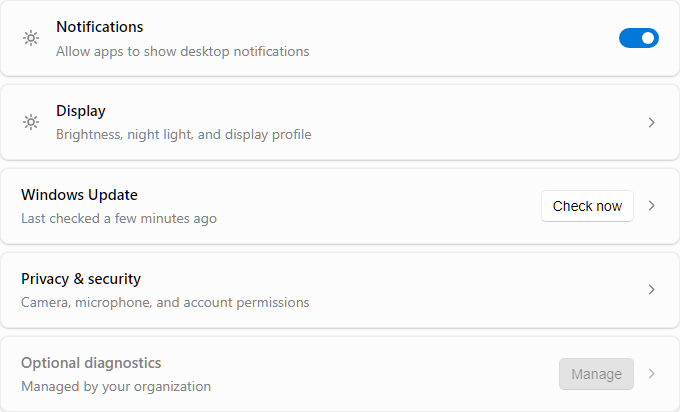 Notifications
Allow apps to show desktop notifications
Display
Brightness, night light, and display profile
Windows Update
Last checked a few minutes ago
Check now
Privacy & security
Camera, microphone, and account permissions
Optional diagnostics
Managed by your organization
Manage